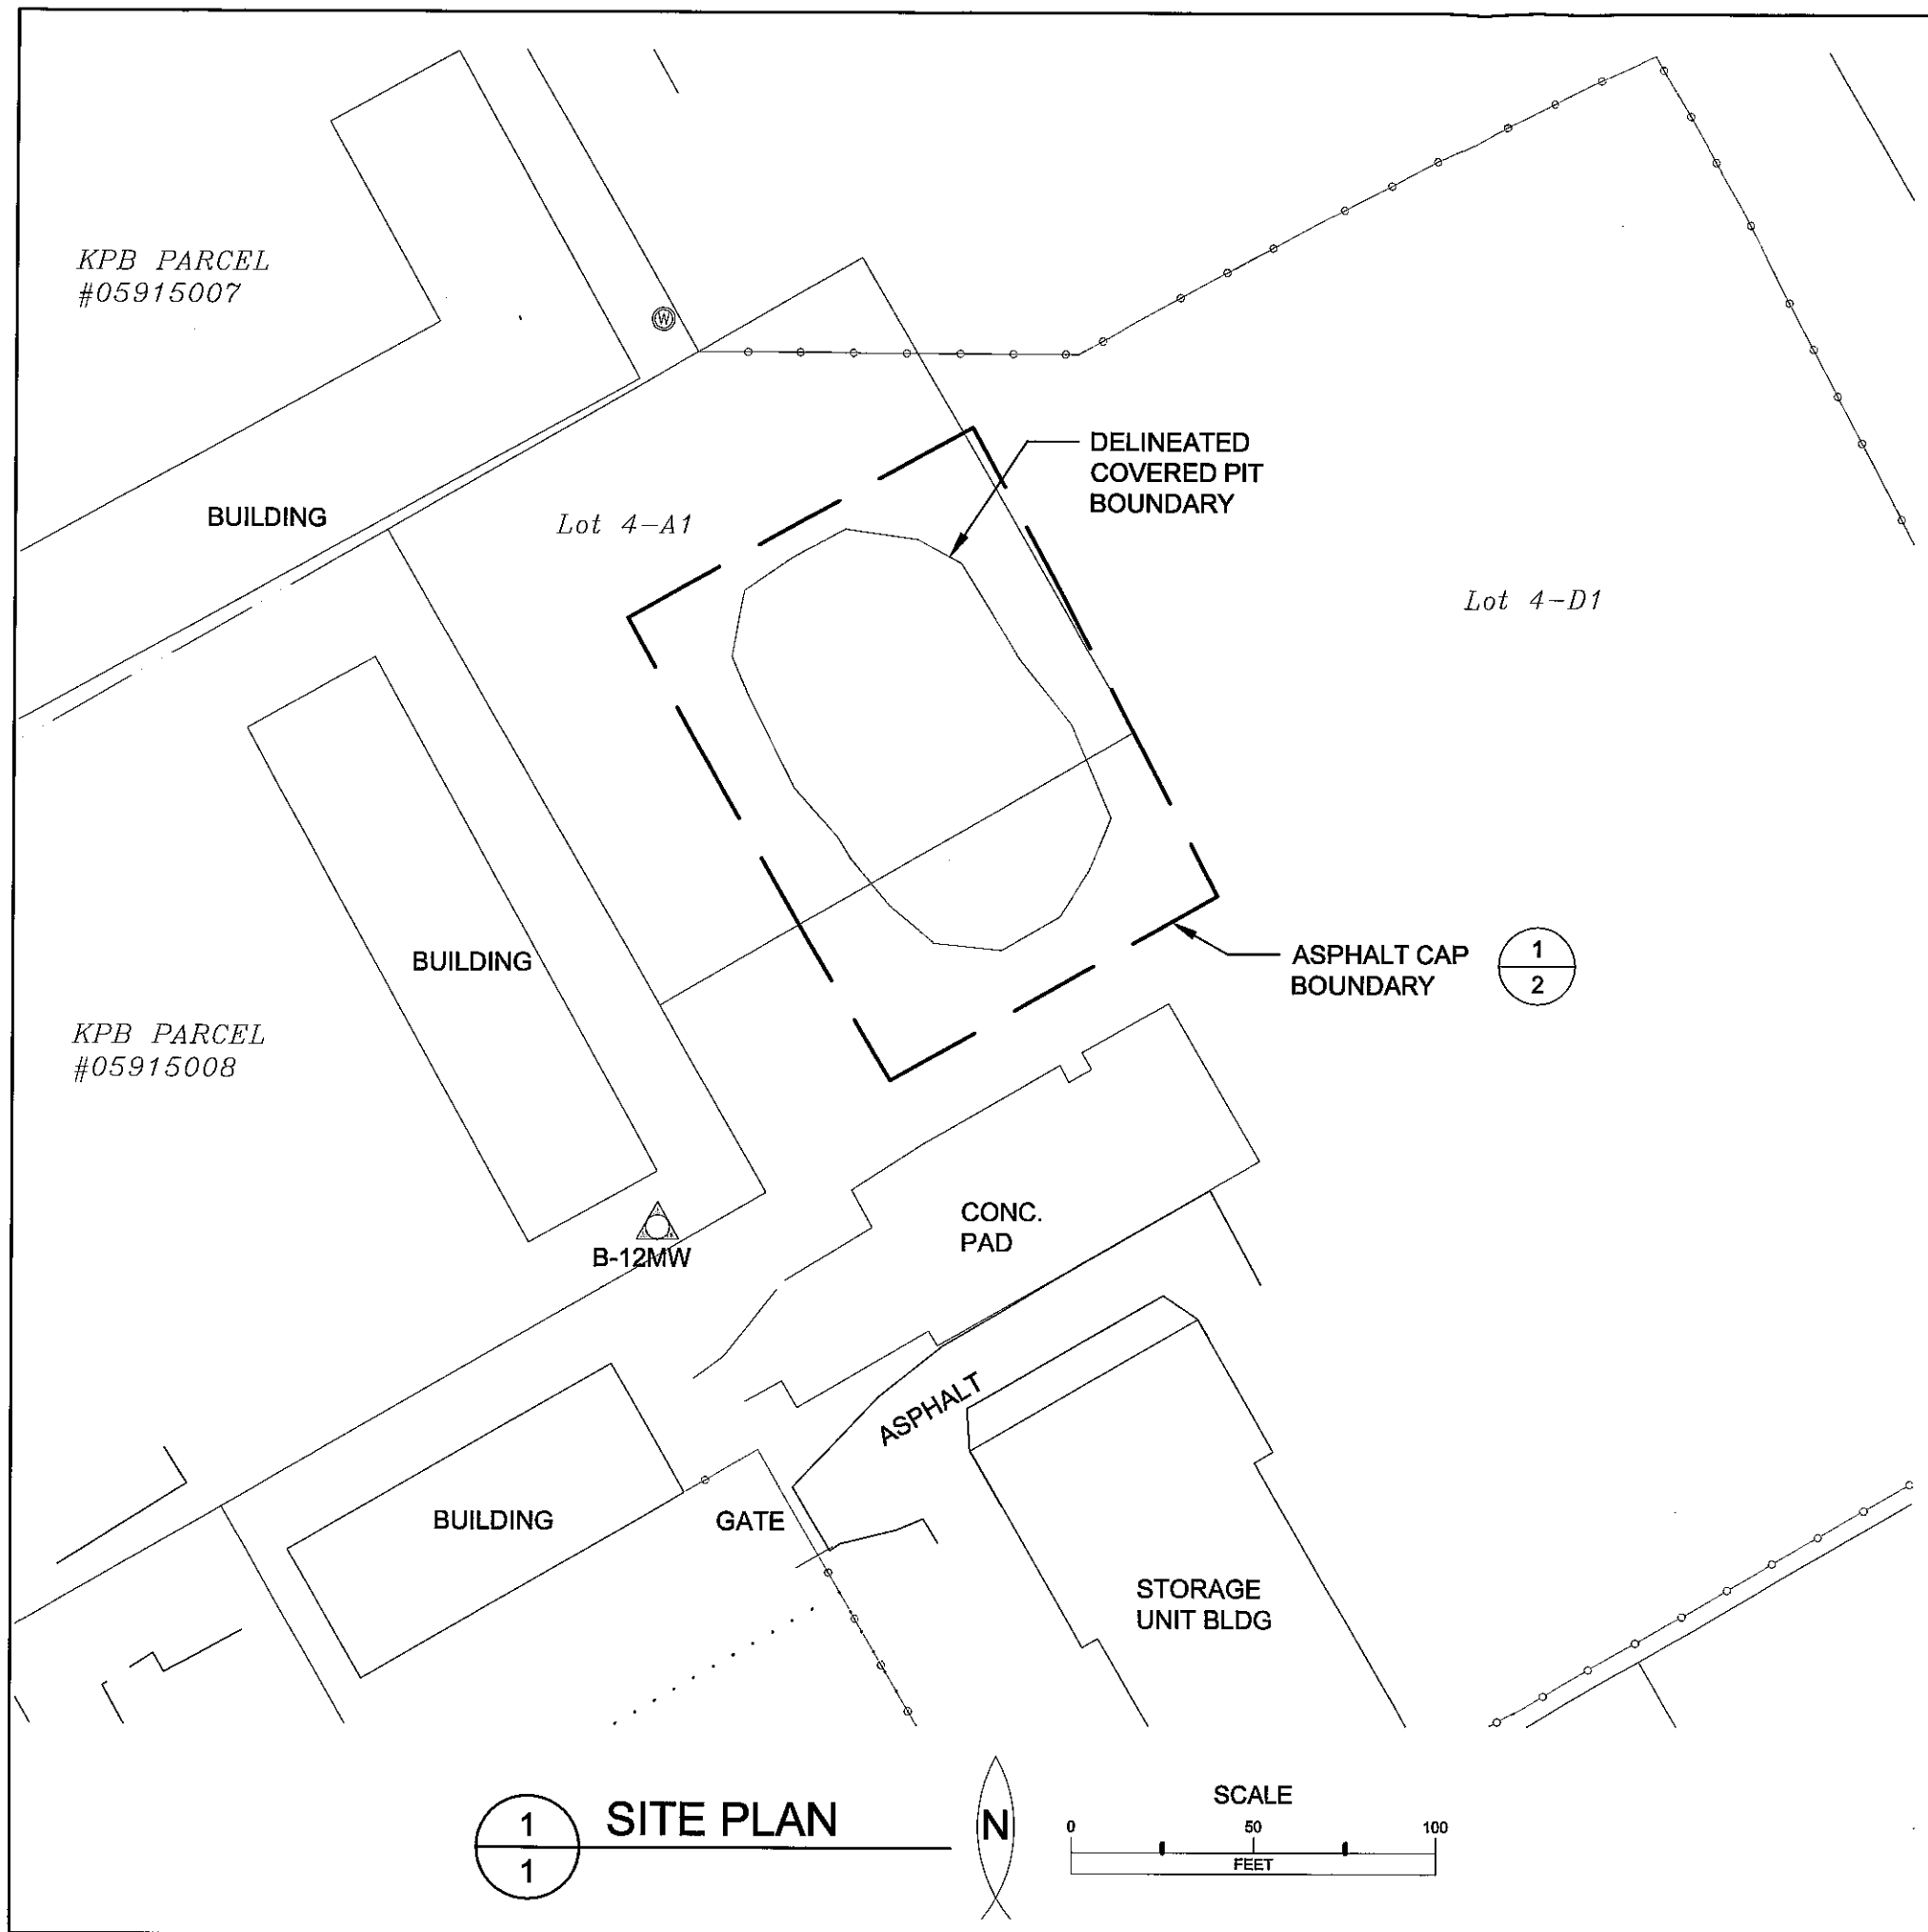 KPB PARCEL
#05915007
W
DELINEATED
COVERED PIT
BOUNDARY
BUILDING
Lot 4-A1
Lot 4-D1
BUILDING
ASPHALT CAP
BOUNDARY
1
2
KPB PARCEL
#05915008
CONC.
PAD
B-12MW
ASPHALT
BUILDING
GATE
STORAGE
UNIT BLDG
1
1
SITE PLAN
N
SCALE
0 50 100
FEET